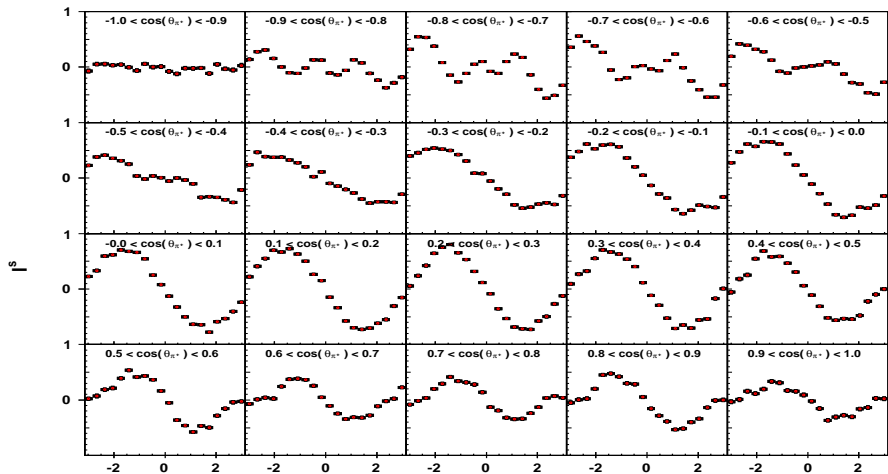 1 -1.0 < cos(θπ+) < -0.9 -0.9 < cos(θπ+) < -0.8 -0.8 < cos(θπ+) < -0.7 -0.7 < cos(θπ+) < -0.6 -0.6 < cos(θπ+) < -0.5
0
1 -0.5 < cos(θπ+) < -0.4 -0.4 < cos(θπ+) < -0.3 -0.3 < cos(θπ+) < -0.2 -0.2 < cos(θπ+) < -0.1 -0.1 < cos(θπ+) < 0.0
0
1 -0.0 < cos(θπ+) < 0.1 0.1 < cos(θπ+) < 0.2 0.2 < cos(θπ+) < 0.3 0.3 < cos(θπ+) < 0.4 0.4 < cos(θπ+) < 0.5
Is
0
1 0.5 < cos(θπ+) < 0.6 0.6 < cos(θπ+) < 0.7 0.7 < cos(θπ+) < 0.8 0.8 < cos(θπ+) < 0.9 0.9 < cos(θπ+) < 1.0
0
-2 0 2 -2 0 2 -2 0 2 -2 0 2 -2 0 2